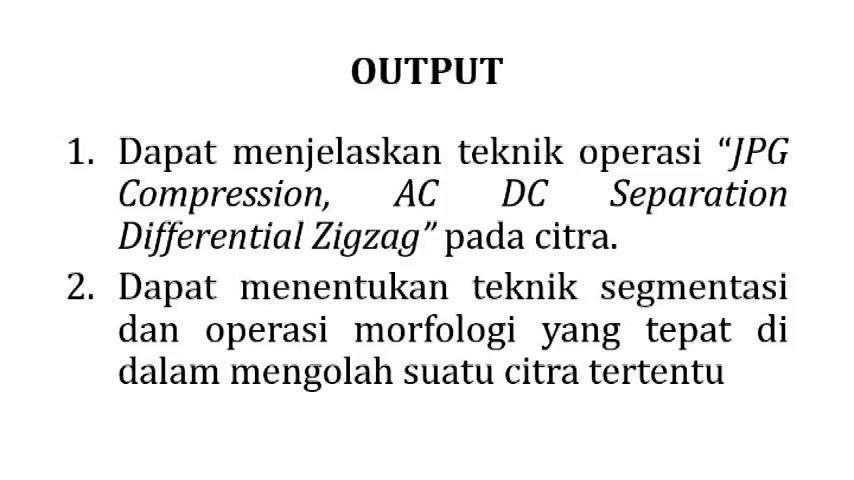 OUTPUT
1. Dapat menjelaskan teknik operasi “JPG
Compression, AC DC Separation
Differential Zigzag” pada citra.
2. Dapat menentukan teknik segmentasi
dan operasi morfologi yang tepat di
dalam mengolah suatu citra tertentu